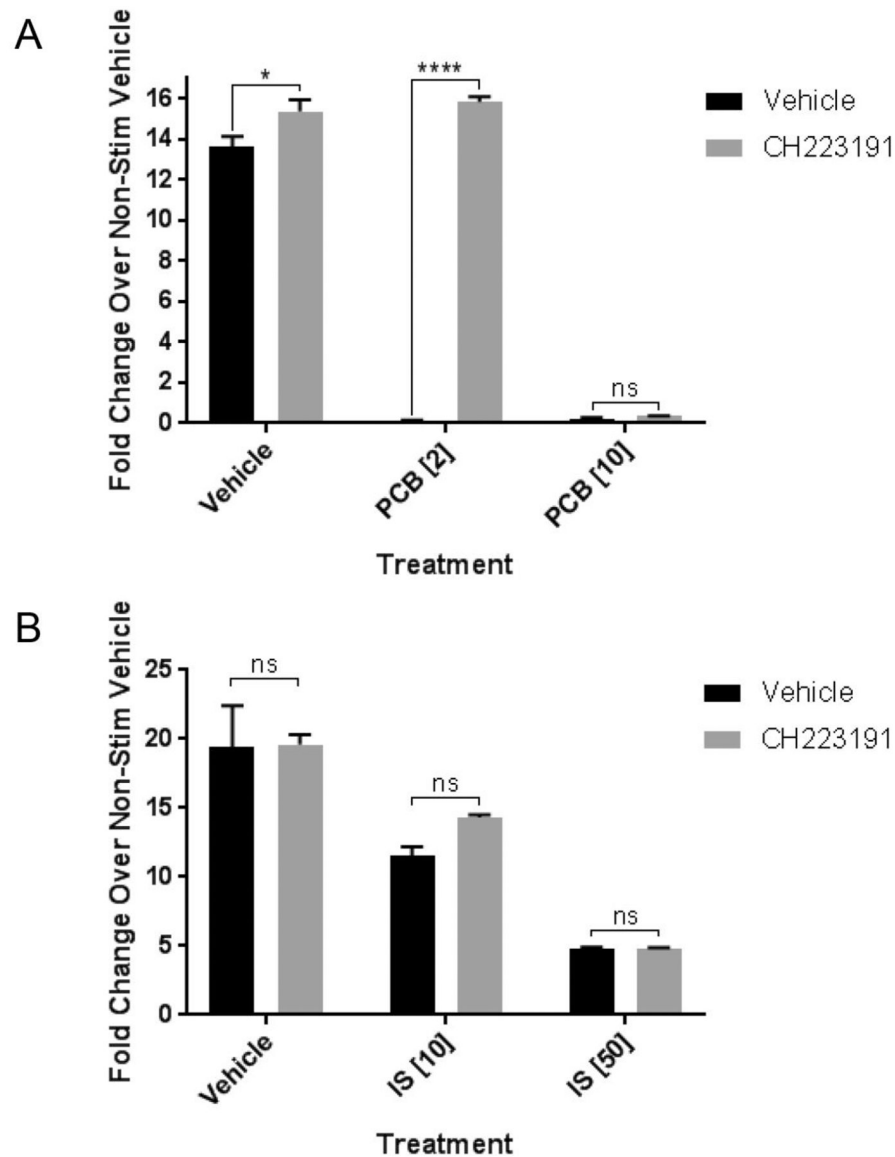 A
Fold Change Over Non-Stim Vehicle
16
14
12
10
8
6
4
2
0
*
****
ns
Vehicle
PCB [2]
PCB [10]
Treatment
Vehicle
CH223191
B
Fold Change Over Non-Stim Vehicle
25
20
15
10
5
0
ns
ns
ns
Vehicle
IS [10]
IS [50]
Treatment
Vehicle
CH223191